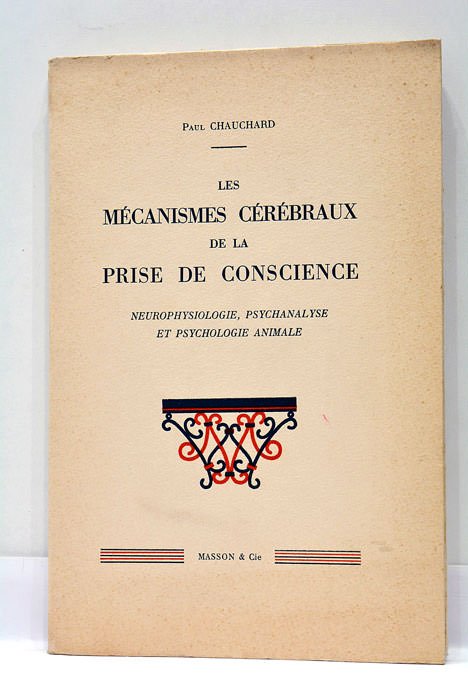 Paul CHAUCHARD
LES
MÉCANISMES CÉRÉBRAUX
DE LA
PRISE DE CONSCIENCE
NEUROPHYSIOLOGIE, PSYCHANALYSE
ET PSYCHOLOGIE ANIMALE
MASSON & Cie